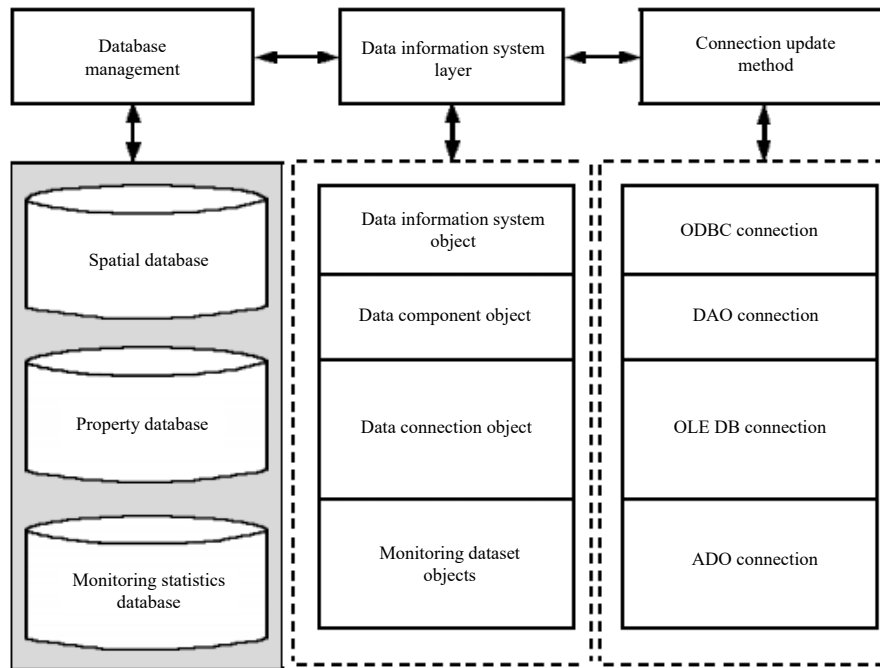 Database
management
Data information system
layer
Connection update
method
Spatial database
Property database
Monitoring statistics
database
Data information system
object
Data component object
Data connection object
Monitoring dataset
objects
ODBC connection
DAO connection
OLE DB connection
ADO connection